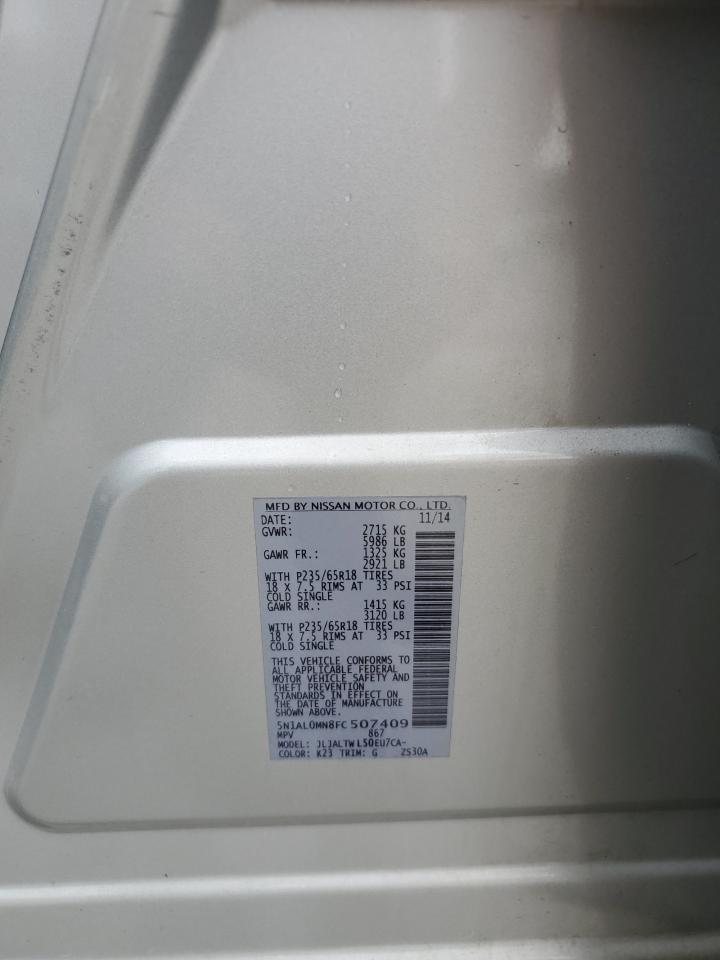 MFD BY NISSAN MOTOR CO., LTD.
DATE: 11/14
GVWR: 2715 KG
5986 LB
GAWR FR.: 1325 KG
2921 LB
WITH P235/65R18 TIRES
18 X 7.5 RIMS AT 33 PSI
COLD SINGLE
GAWR RR.: 1415 KG
3120 LB
WITH P235/65R18 TIRES
18 X 7.5 RIMS AT 33 PSI
COLD SINGLE
THIS VEHICLE CONFORMS TO
ALL APPLICABLE FEDERAL
MOTOR VEHICLE SAFETY AND
THEFT PREVENTION
STANDARDS IN EFFECT ON
THE DATE OF MANUFACTURE
SHOWN ABOVE.
5N1AL0MN8FC507409
MPV 867
MODEL: JLJALTW L50EU7CA-
COLOR: K23 TRIM: G ZS30A